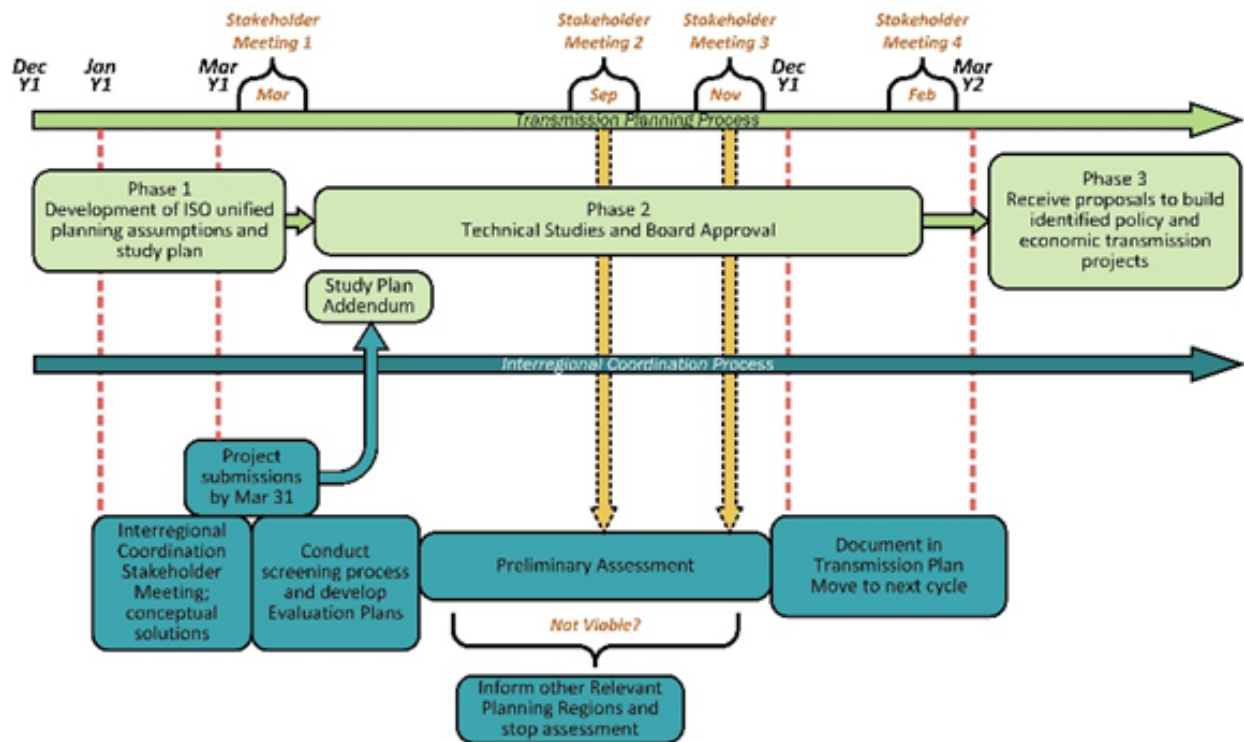 Stakeholder
Meeting 1
Stakeholder
Meeting 2
Stakeholder
Meeting 3
Stakeholder
Meeting 4
Dec
Y1
Jan
Y1
Mar
Y1
Mar
Sep
Nov
Dec
Y1
Feb
Mar
Y2
Transmission Planning Process
Phase 1
Development of ISO unified
planning assumptions and
study plan
Phase 2
Technical Studies and Board Approval
Phase 3
Receive proposals to build
identified policy and
economic transmission
projects
Study Plan
Addendum
Interregional Coordination Process
Project
submissions
by Mar 31
Interregional
Coordination
Stakeholder
Meeting;
conceptual
solutions
Conduct
screening process
and develop
Evaluation Plans
Preliminary Assessment
Document in
Transmission Plan
Move to next cycle
Not Viable?
Inform other Relevant
Planning Regions and
stop assessment